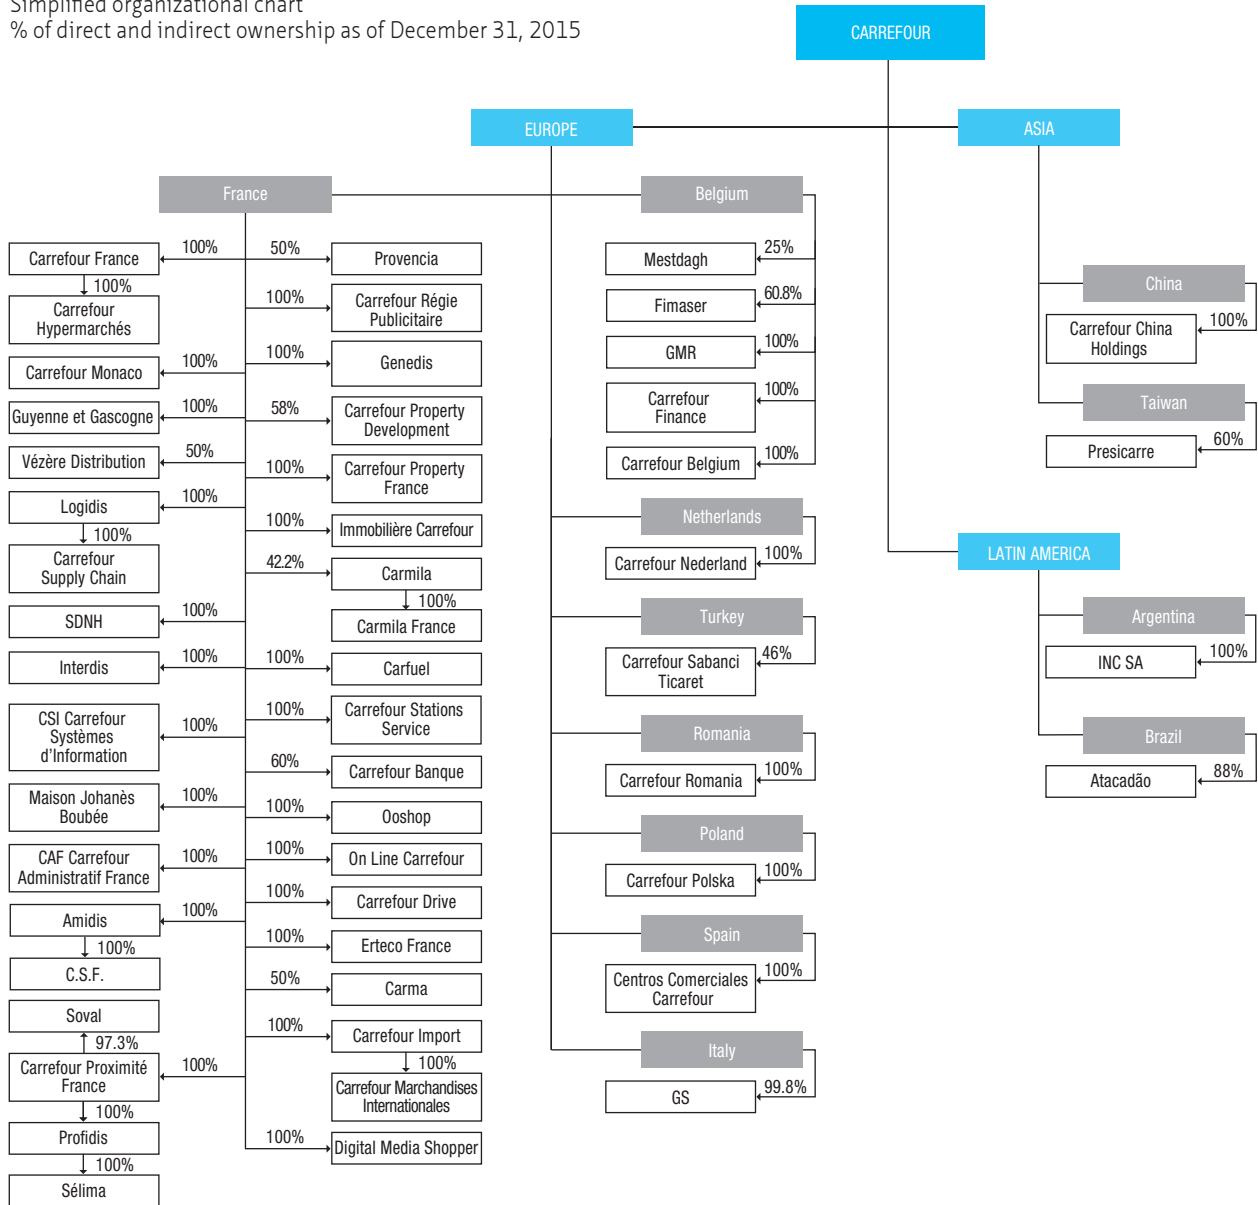 Simplified organizational chart
% of direct and indirect ownership as of December 31, 2015
CARREFOUR
EUROPE
ASIA
LATIN AMERICA
France
Carrefour France
100%
100%
Carrefour
Hypermarchés
Carrefour Monaco
100%
Guyenne et Gascogne
100%
Vézère Distribution
50%
Logidis
100%
100%
Carrefour
Supply Chain
SDNH
100%
Interdis
100%
CSI Carrefour
Systèmes
d'Information
100%
Maison Johanès
Boubée
100%
CAF Carrefour
Administratif France
100%
Amidis
100%
100%
C.S.F.
Soval
97.3%
Carrefour Proximité
France
100%
100%
Profidis
100%
Sélima
50%
Provencia
100%
Carrefour Régie
Publicitaire
100%
Genedis
58%
Carrefour Property
Development
100%
Carrefour Property
France
100%
Immobilière Carrefour
42.2%
Carmila
100%
Carmila France
100%
Carfuel
100%
Carrefour Stations
Service
60%
Carrefour Banque
100%
Ooshop
100%
On Line Carrefour
100%
Carrefour Drive
100%
Erteco France
50%
Carma
100%
Carrefour Import
100%
Carrefour Marchandises
Internationales
100%
Digital Media Shopper
Belgium
Mestdagh
25%
Fimaser
60.8%
GMR
100%
Carrefour
Finance
100%
Carrefour Belgium
100%
Netherlands
Carrefour Nederland
100%
Turkey
Carrefour Sabanci
Ticaret
46%
Romania
Carrefour Romania
100%
Poland
Carrefour Polska
100%
Spain
Centros Comerciales
Carrefour
100%
Italy
GS
99.8%
China
Carrefour China
Holdings
100%
Taiwan
Presicarre
60%
Argentina
INC SA
100%
Brazil
Atacadão
88%